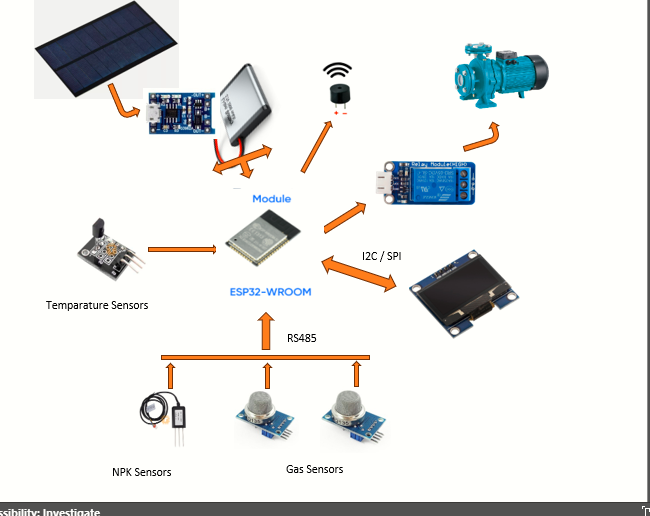 Relay Module(HIGH)
Module
I2C / SPI
Temparature Sensors
ESP32-WROOM
RS485
NPK Sensors
Gas Sensors
ssibility: Investigate